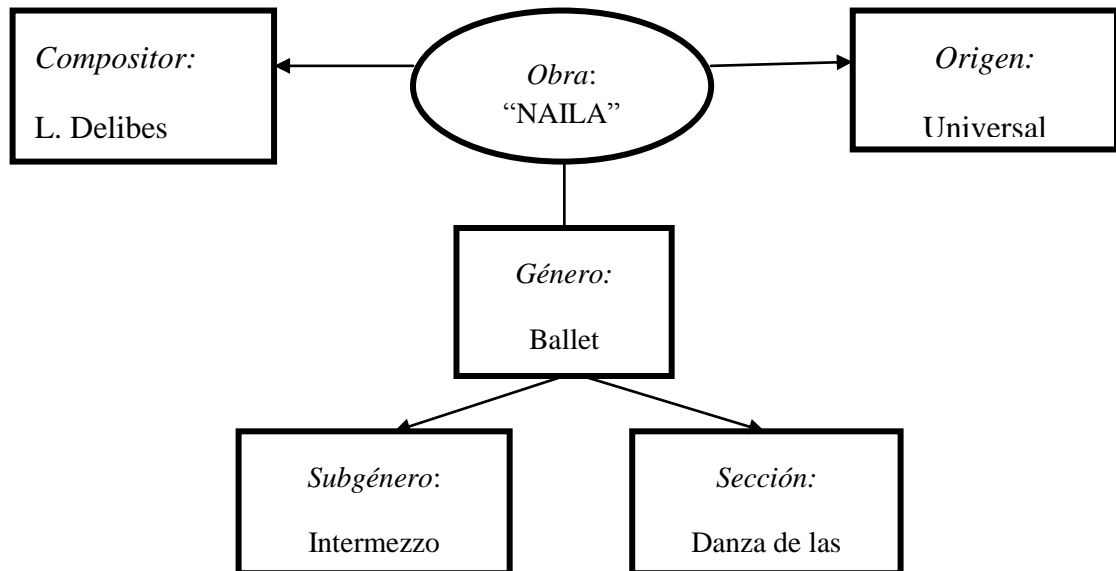 Compositor:
L. Delibes
Obra:
“NAILA”
Origen:
Universal
Género:
Ballet
Subgénero:
Intermezzo
Sección:
Danza de las